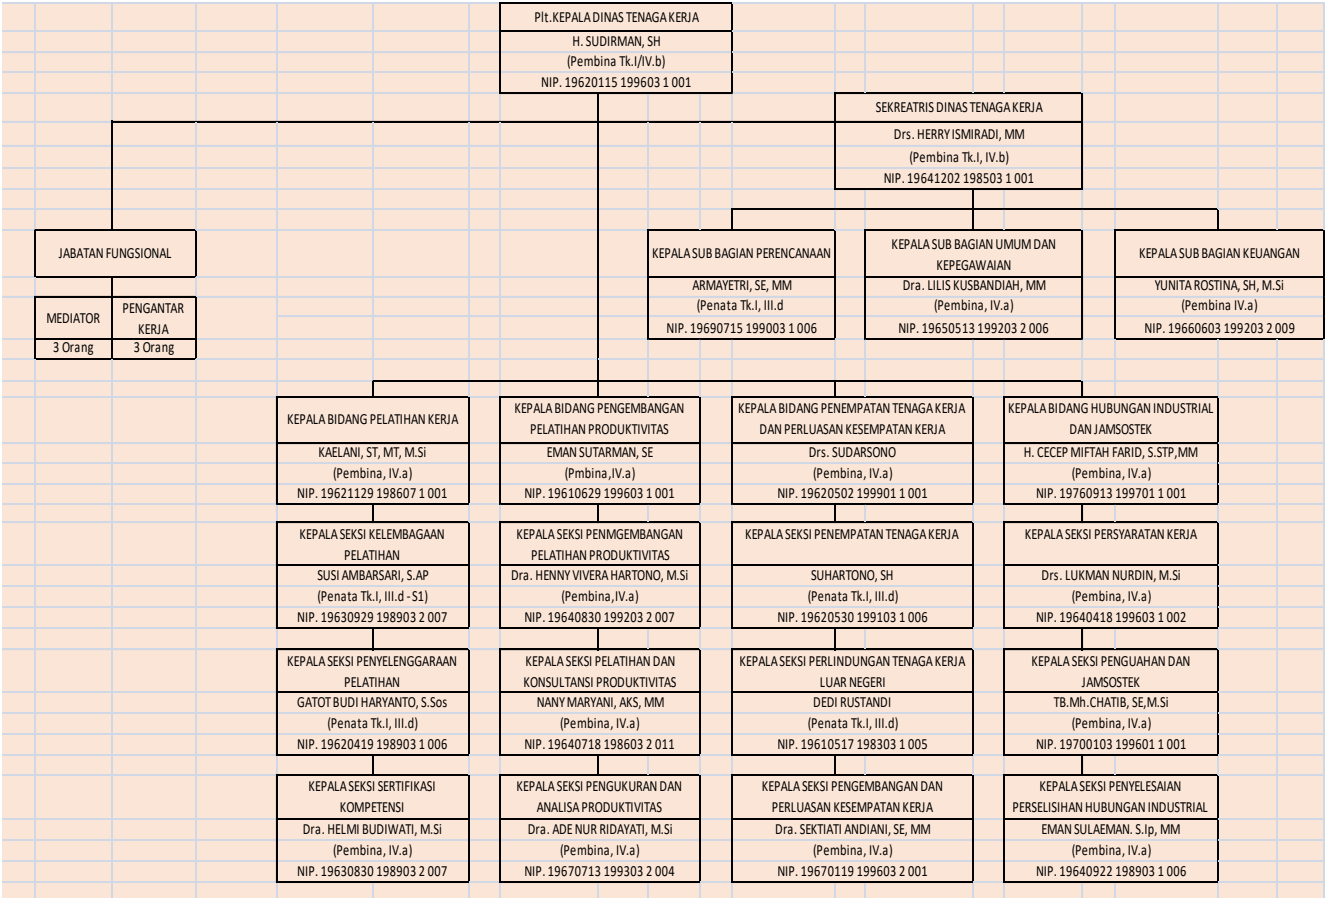 Plt.KEPALA DINAS TENAGA KERJA
H. SUDIRMAN, SH
(Pembina Tk.I/IV.b)
NIP. 19620115 199603 1 001
SEKREATRIS DINAS TENAGA KERJA
Drs. HERRY ISMIRADI, MM
(Pembina Tk.I, IV.b)
NIP. 19641202 198503 1 001
JABATAN FUNGSIONAL
MEDIATOR
3 Orang
PENGANTAR
KERJA
3 Orang
KEPALA SUB BAGIAN PERENCANAAN
ARMAYETRI, SE, MM
(Penata Tk.I, III.d
NIP. 19690715 199003 1 006
KEPALA SUB BAGIAN UMUM DAN
KEPEGAWAIAN
Dra. LILIS KUSBANDIAH, MM
(Pembina, IV.a)
NIP. 19650513 199203 2 006
KEPALA SUB BAGIAN KEUANGAN
YUNITA ROSTINA, SH, M.Si
(Pembina IV.a)
NIP. 19660603 199203 2 009
KEPALA BIDANG PELATIHAN KERJA
KAELANI, ST, MT, M.Si
(Pembina, IV.a)
NIP. 19621129 198607 1 001
KEPALA SEKSI KELEMBAGAAN
PELATIHAN
SUSI AMBARSARI, S.AP
(Penata Tk.I, III.d - S1)
NIP. 19630929 198903 2 007
KEPALA SEKSI PENYELENGGARAAN
PELATIHAN
GATOT BUDI HARYANTO, S.Sos
(Penata Tk.I, III.d)
NIP. 19620419 198903 1 006
KEPALA SEKSI SERTIFIKASI
KOMPETENSI
Dra. HELMI BUDIWATI, M.Si
(Pembina, IV.a)
NIP. 19630830 198903 2 007
KEPALA BIDANG PENGEMBANGAN
PELATIHAN PRODUKTIVITAS
EMAN SUTARMAN, SE
(Pmbina,IV.a)
NIP. 19610629 199603 1 001
KEPALA SEKSI PENMGEMBANGAN
PELATIHAN PRODUKTIVITAS
Dra. HENNY VIVERA HARTONO, M.Si
(Pembina,IV.a)
NIP. 19640830 199203 2 007
KEPALA SEKSI PELATIHAN DAN
KONSULTANSI PRODUKTIVITAS
NANY MARYANI, AKS, MM
(Pembina, IV.a)
NIP. 19640718 198603 2 011
KEPALA SEKSI PENGUKURAN DAN
ANALISA PRODUKTIVITAS
Dra. ADE NUR RIDAYATI, M.Si
(Pembina, IV.a)
NIP. 19670713 199303 2 004
KEPALA BIDANG PENEMPATAN TENAGA KERJA
DAN PERLUASAN KESEMPATAN KERJA
Drs. SUDARSONO
(Pembina, IV.a)
NIP. 19620502 199901 1 001
KEPALA SEKSI PENEMPATAN TENAGA KERJA
SUHARTONO, SH
(Penata Tk.I, III.d)
NIP. 19620530 199103 1 006
KEPALA SEKSI PERLINDUNGAN TENAGA KERJA
LUAR NEGERI
DEDI RUSTANDI
(Penata Tk.I, III.d)
NIP. 19610517 198303 1 005
KEPALA SEKSI PENGEMBANGAN DAN
PERLUASAN KESEMPATAN KERJA
Dra. SEKTIATI ANDIANI, SE, MM
(Pembina, IV.a)
NIP. 19670119 199603 2 001
KEPALA BIDANG HUBUNGAN INDUSTRIAL
DAN JAMSOSTEK
H. CECEP MIFTAH FARID, S.STP,MM
(Pembina, IV.a)
NIP. 19760913 199701 1 001
KEPALA SEKSI PERSYARATAN KERJA
Drs. LUKMAN NURDIN, M.Si
(Pembina, IV.a)
NIP. 19640418 199603 1 002
KEPALA SEKSI PENGUAHAN DAN
JAMSOSTEK
TB.Mh.CHATIB, SE,M.Si
(Pembina, IV.a)
NIP. 19700103 199601 1 001
KEPALA SEKSI PENYELESAIAN
PERSELISIHAN HUBUNGAN INDUSTRIAL
EMAN SULAEMAN. S.Ip, MM
(Pembina, IV.a)
NIP. 19640922 198903 1 006